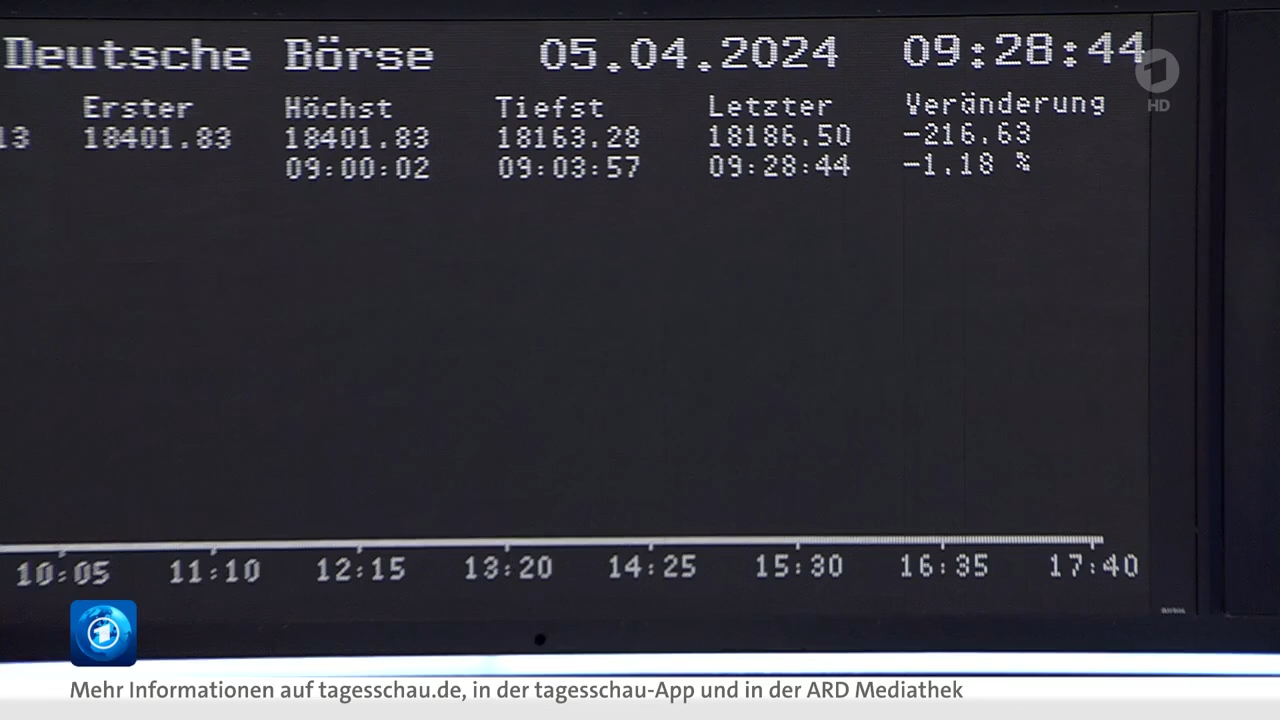 Deutsche Börse 05.04.2024 09:28:44
1
HD
Erster Höchst Tiefst Letzter Veränderung
13 18401.83 18401.83 18163.28 18186.50 -216.63
09:00:02 09:03:57 09:28:44 -1.18 %
10:05 11:10 12:15 13:20 14:25 15:30 16:35 17:40
1
Mehr Informationen auf tagesschau.de, in der tagesschau-App und in der ARD Mediathek